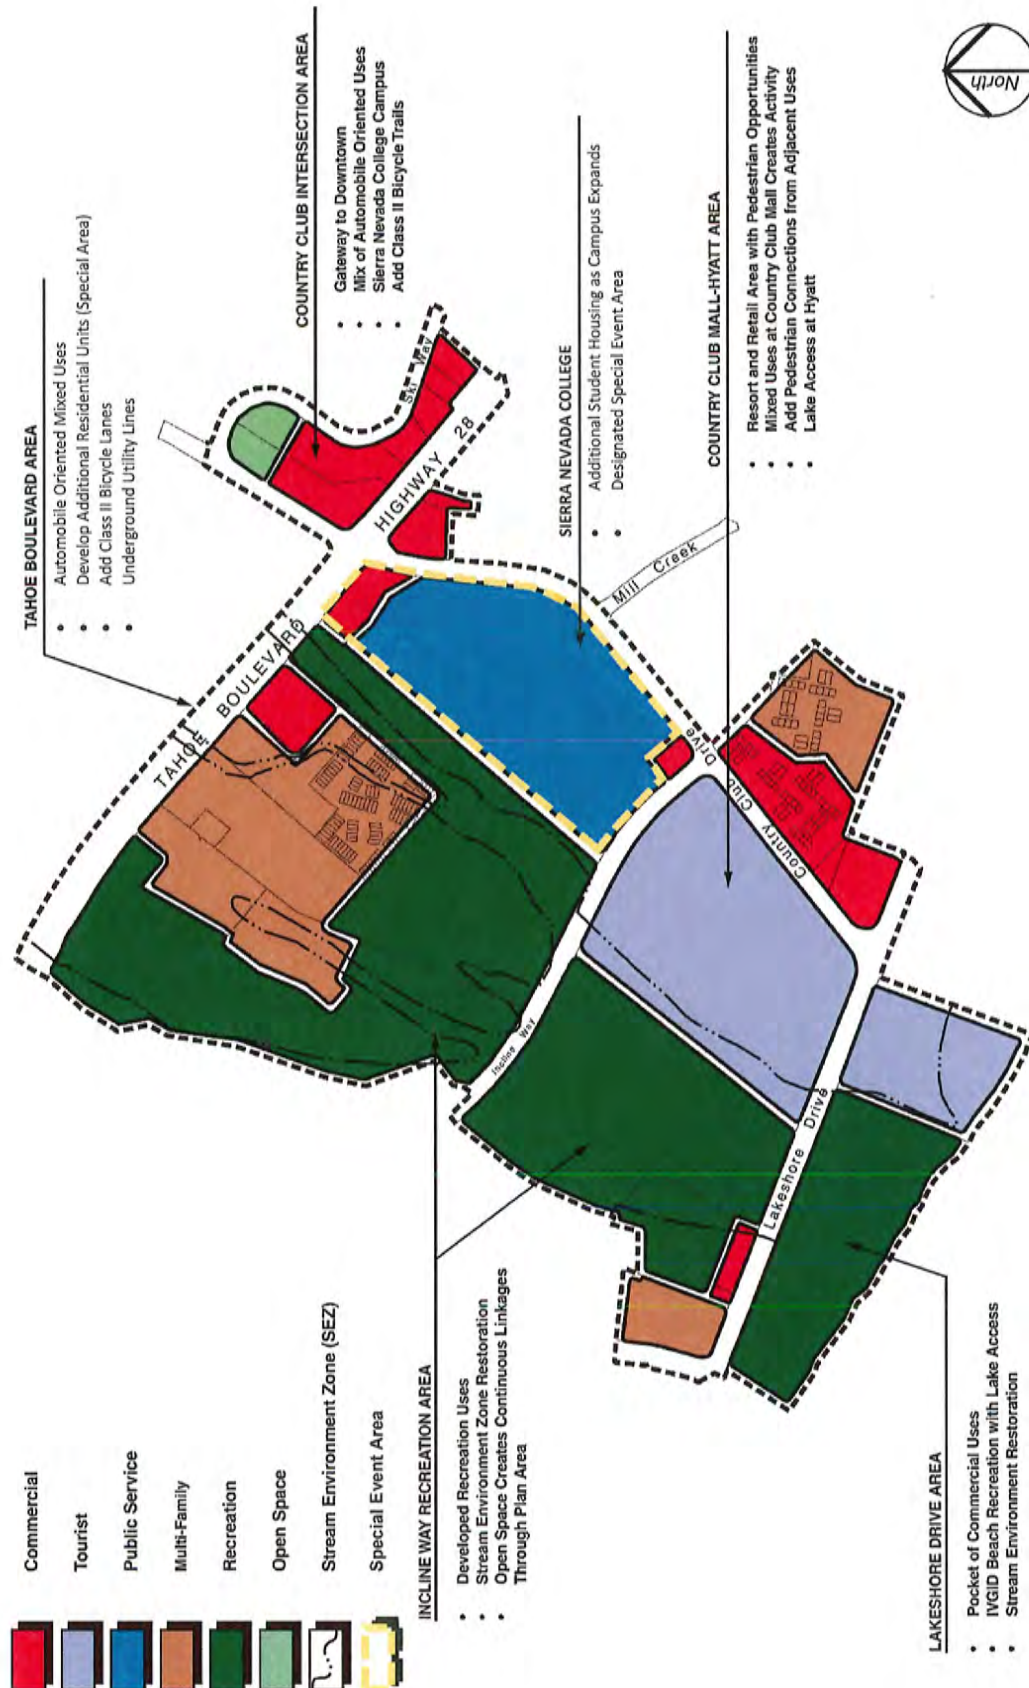 Commercial
Tourist
Public Service
Multi-Family
Recreation
Open Space
Stream Environment Zone (SEZ)
Special Event Area
TAHOE BOULEVARD AREA
• Automobile Oriented Mixed Uses
• Develop Additional Residential Units (Special Area)
• Add Class II Bicycle Lanes
• Underground Utility Lines
COUNTRY CLUB INTERSECTION AREA
• Gateway to Downtown
• Mix of Automobile Oriented Uses
• Sierra Nevada College Campus
• Add Class II Bicycle Trails
SIERRA NEVADA COLLEGE
• Additional Student Housing as Campus Expands
• Designated Special Event Area
COUNTRY CLUB MALL-HYATT AREA
• Resort and Retail Area with Pedestrian Opportunities
• Mixed Uses at Country Club Mall Creates Activity
• Add Pedestrian Connections from Adjacent Uses
• Lake Access at Hyatt
INCLINE WAY RECREATION AREA
• Developed Recreation Uses
• Stream Environment Zone Restoration
• Open Space Creates Continuous Linkages
Through Plan Area
LAKESHORE DRIVE AREA
• Pocket of Commercial Uses
• IVGID Beach Recreation with Lake Access
• Stream Environment Restoration
TAHOE BOULEVARD
HIGHWAY 28
Ski Way
Mill Creek
Country Club Drive
Incline Way
Lakeshore Drive
North